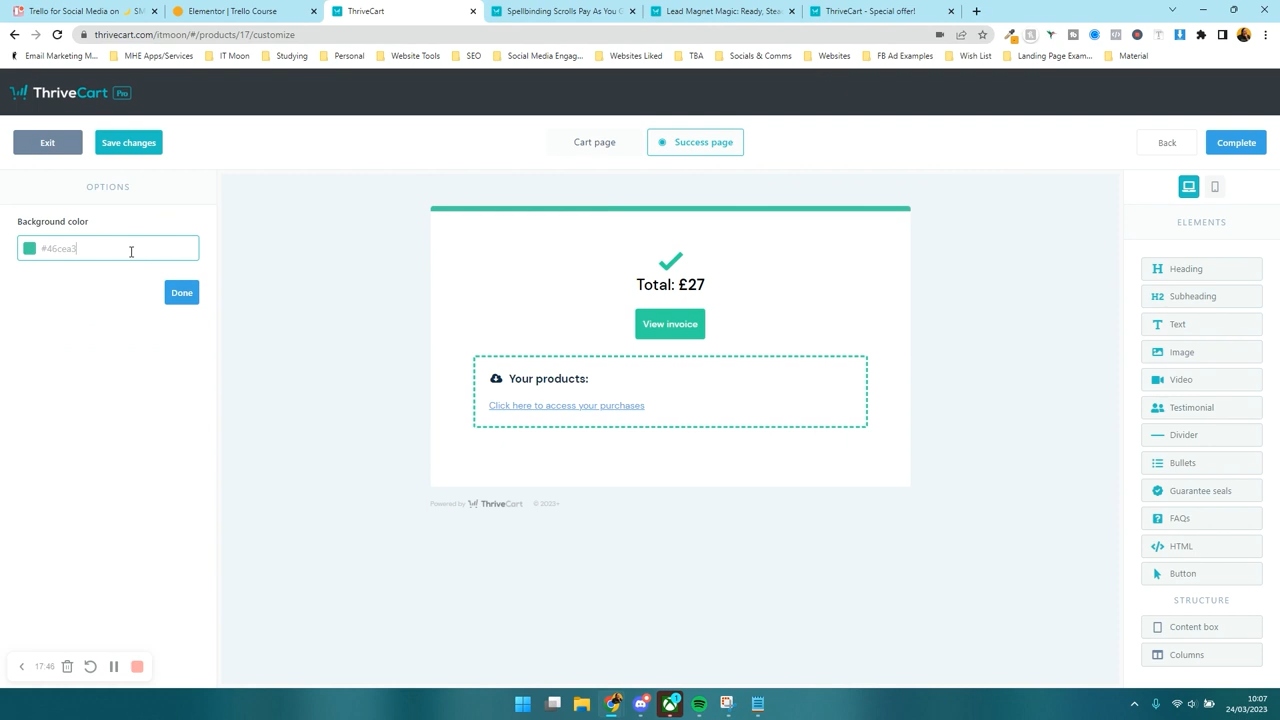 Trello for Social Media on 🌙 SM
Elementor | Trello Course
ThriveCart
Spellbinding Scrolls Pay As You G
Lead Magnet Magic: Ready, Stea
ThriveCart - Special offer!
thrivecart.com/itmoon/#/products/17/customize
Email Marketing M...
MHE Apps/Services
IT Moon
Studying
Personal
Website Tools
SEO
Social Media Engag...
Websites Liked
TBA
Socials & Comms
Websites
FB Ad Examples
Wish List
Landing Page Exam...
Material
ThriveCart Pro
Exit
Save changes
Cart page
Success page
Back
Complete
OPTIONS
Background color
#46cea3
Done
Total: £27
View invoice
Your products:
Click here to access your purchases
Powered by ThriveCart © 2023+
ELEMENTS
H Heading
H2 Subheading
T Text
Image
Video
Testimonial
Divider
Bullets
Guarantee seals
FAQs
HTML
Button
STRUCTURE
Content box
Columns
17:46
10:07
24/03/2023